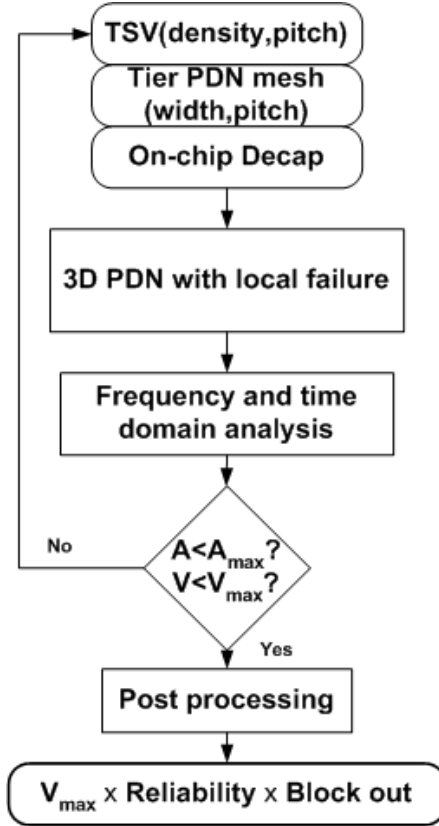 TSV(density,pitch)
Tier PDN mesh
(width,pitch)
On-chip Decap
3D PDN with local failure
Frequency and time
domain analysis
No
A<Amax?
V<Vmax?
Yes
Post processing
Vmax x Reliability x Block out